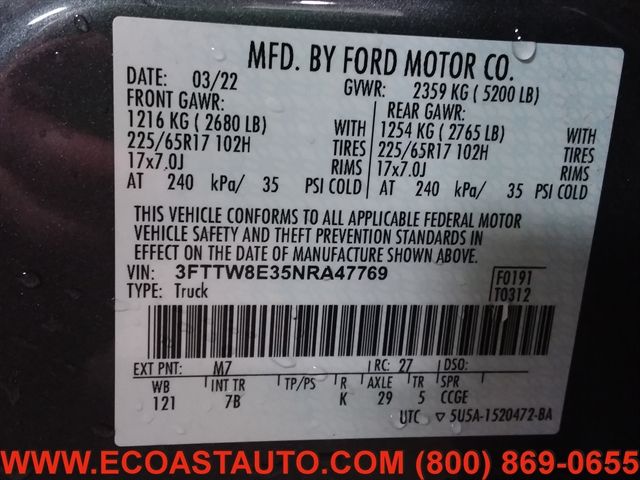 MFD. BY FORD MOTOR CO.
DATE: 03/22 GVWR: 2359 KG ( 5200 LB)
FRONT GAWR: REAR GAWR:
1216 KG ( 2680 LB) WITH 1254 KG ( 2765 LB) WITH
225/65R17 102H TIRES 225/65R17 102H TIRES
17x7.0J RIMS 17x7.0J RIMS
AT 240 kPa/ 35 PSI COLD AT 240 kPa/ 35 PSI COLD
THIS VEHICLE CONFORMS TO ALL APPLICABLE FEDERAL MOTOR
VEHICLE SAFETY AND THEFT PREVENTION STANDARDS IN
EFFECT ON THE DATE OF MANUFACTURE SHOWN ABOVE.
VIN: 3FTTW8E35NRA47769 F0191
TYPE: Truck T0312
EXT PNT: M7 RC: 27 DSO:
WB INT TR TP/PS R AXLE TR SPR
121 7B K 29 5 CCGE
UTC ▽ 5U5A-1520472-BA
WWW.ECOASTAUTO.COM (800) 869-0655